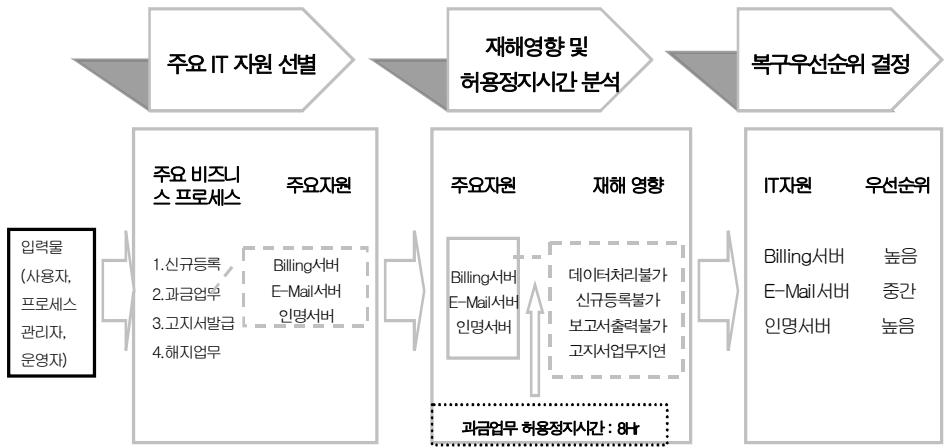 주요 IT 자원 선별
재해영향 및
허용정지시간 분석
복구우선순위 결정
입력물
(사용자,
프로세스
관리자,
운영자)
주요 비즈니
스 프로세스
주요자원
1.신규등록
2.과금업무
3.고지서발급
4.해지업무
Billing서버
E-Mail서버
인명서버
주요자원
재해 영향
Billing서버
E-Mail서버
인명서버
데이터처리불가
신규등록불가
보고서출력불가
고지서업무지연
과금업무 허용정지시간 : 8Hr
IT자원 우선순위
Billing서버 높음
E-Mail서버 중간
인명서버 높음